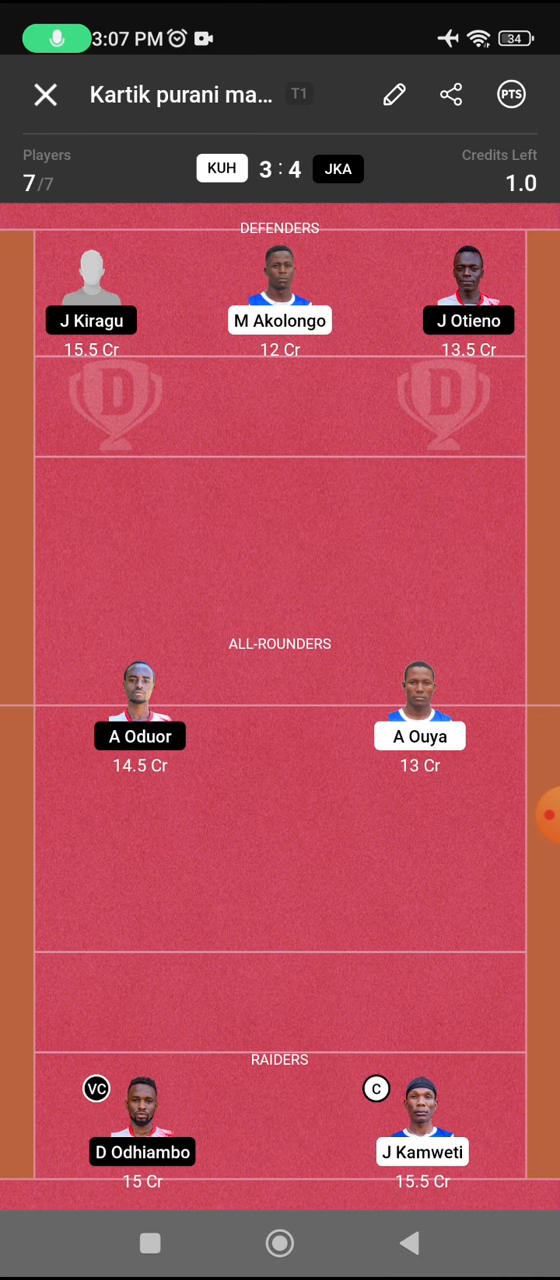 3:07 PM
34
Kartik purani ma... T1
PTS
Players
Credits Left
7/7
KUH 3 : 4 JKA
1.0
DEFENDERS
J Kiragu
M Akolongo
J Otieno
15.5 Cr
12 Cr
13.5 Cr
D
D
ALL-ROUNDERS
A Oduor
A Ouya
14.5 Cr
13 Cr
RAIDERS
VC
C
D Odhiambo
J Kamweti
15 Cr
15.5 Cr